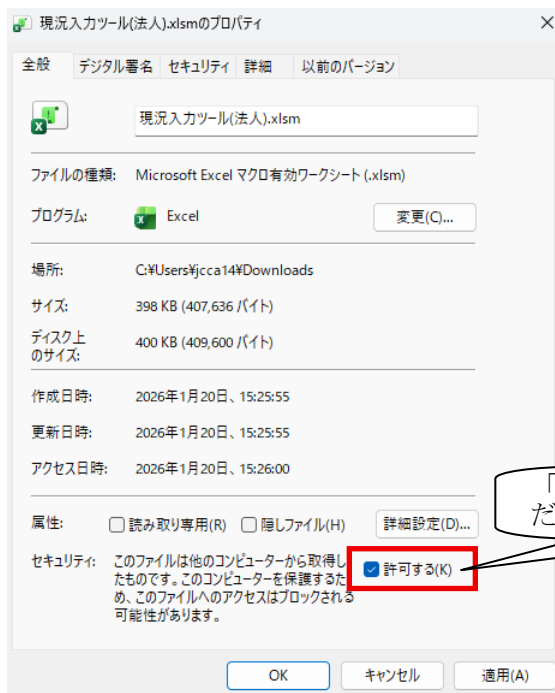 現況入力ツール(法人).xlsmのプロパティ
全般 デジタル署名 セキュリティ 詳細 以前のバージョン
現況入力ツール(法人).xlsm
ファイルの種類: Microsoft Excel マクロ有効ワークシート (.xlsm)
プログラム: Excel 変更(C)...
場所: C:¥Users¥jcca14¥Downloads
サイズ: 398 KB (407,636 バイト)
ディスク上
のサイズ: 400 KB (409,600 バイト)
作成日時: 2026年1月20日、15:25:55
更新日時: 2026年1月20日、15:25:55
アクセス日時: 2026年1月20日、15:26:00
「
だ
属性: 読み取り専用(R) 隠しファイル(H) 詳細設定(D)...
セキュリティ: このファイルは他のコンピューターから取得し
たものです。このコンピューターを保護するた
め、このファイルへのアクセスはブロックされる
可能性があります。
許可する(K)
OK キャンセル 適用(A)